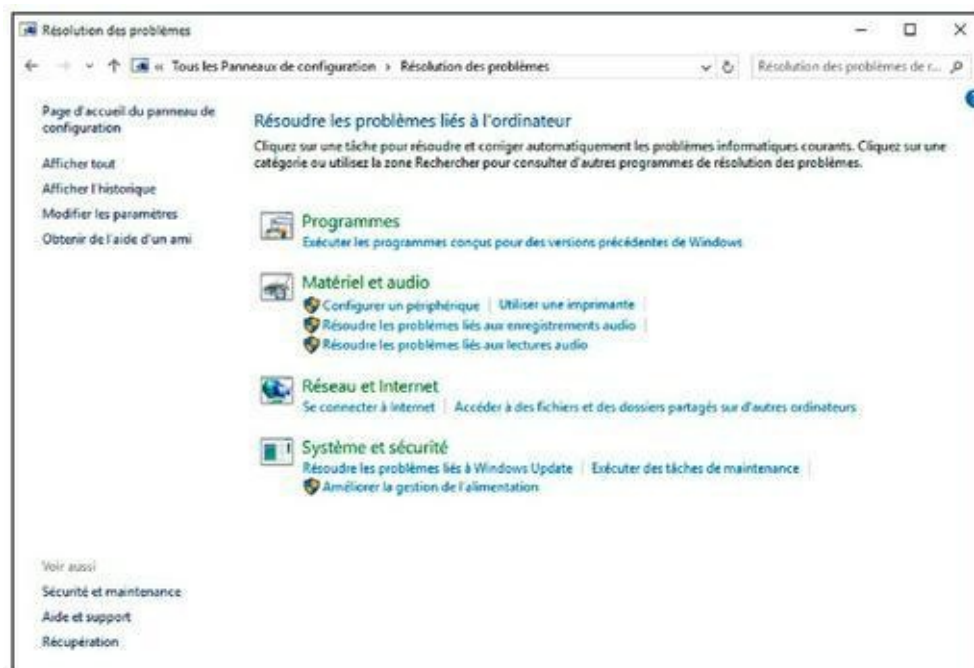 Résolution des problèmes
« Tous les Panneaux de configuration › Résolution des problèmes
Résolution des problèmes de r...
Page d'accueil du panneau de
configuration
Afficher tout
Afficher l'historique
Modifier les paramètres
Obtenir de l'aide d'un ami
Résoudre les problèmes liés à l'ordinateur
Cliquez sur une tâche pour résoudre et corriger automatiquement les problèmes informatiques courants. Cliquez sur une
catégorie ou utilisez la zone Rechercher pour consulter d'autres programmes de résolution des problèmes.
Programmes
Exécuter les programmes conçus pour des versions précédentes de Windows
Matériel et audio
Configurer un périphérique | Utiliser une imprimante |
Résoudre les problèmes liés aux enregistrements audio |
Résoudre les problèmes liés aux lectures audio
Réseau et Internet
Se connecter à Internet | Accéder à des fichiers et des dossiers partagés sur d'autres ordinateurs
Système et sécurité
Résoudre les problèmes liés à Windows Update | Exécuter des tâches de maintenance |
Améliorer la gestion de l'alimentation
Voir aussi
Sécurité et maintenance
Aide et support
Récupération